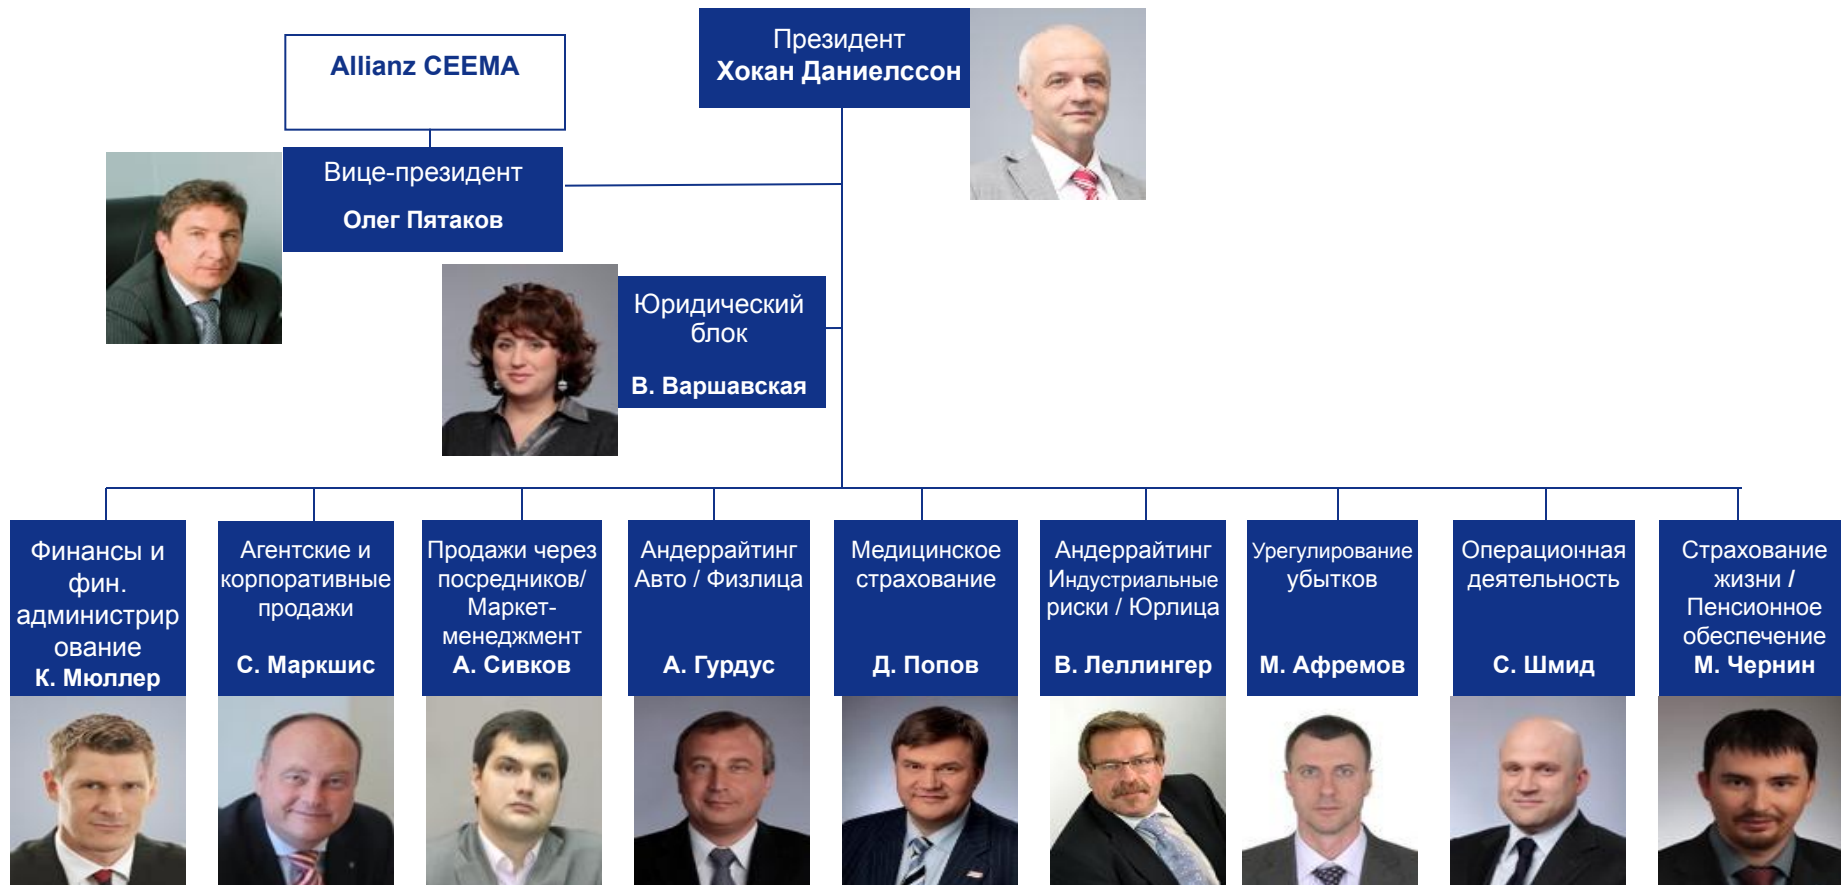 Президент
Хокан Даниелссон
Allianz CEEMA
Вице-президент
Олег Пятаков
Юридический
блок
В. Варшавская
Финансы и
фин.
администрир
ование
К. Мюллер
Агентские и
корпоративные
продажи
С. Маркшис
Продажи через
посредников/
Маркет-
менеджмент
А. Сивков
Андеррайтинг
Авто / Физлица
А. Гурдус
Медицинское
страхование
Д. Попов
Андеррайтинг
Индустриальные
риски / Юрлица
В. Леллингер
Урегулирование
убытков
М. Афремов
Операционная
деятельность
С. Шмид
Страхование
жизни /
Пенсионное
обеспечение
М. Чернин